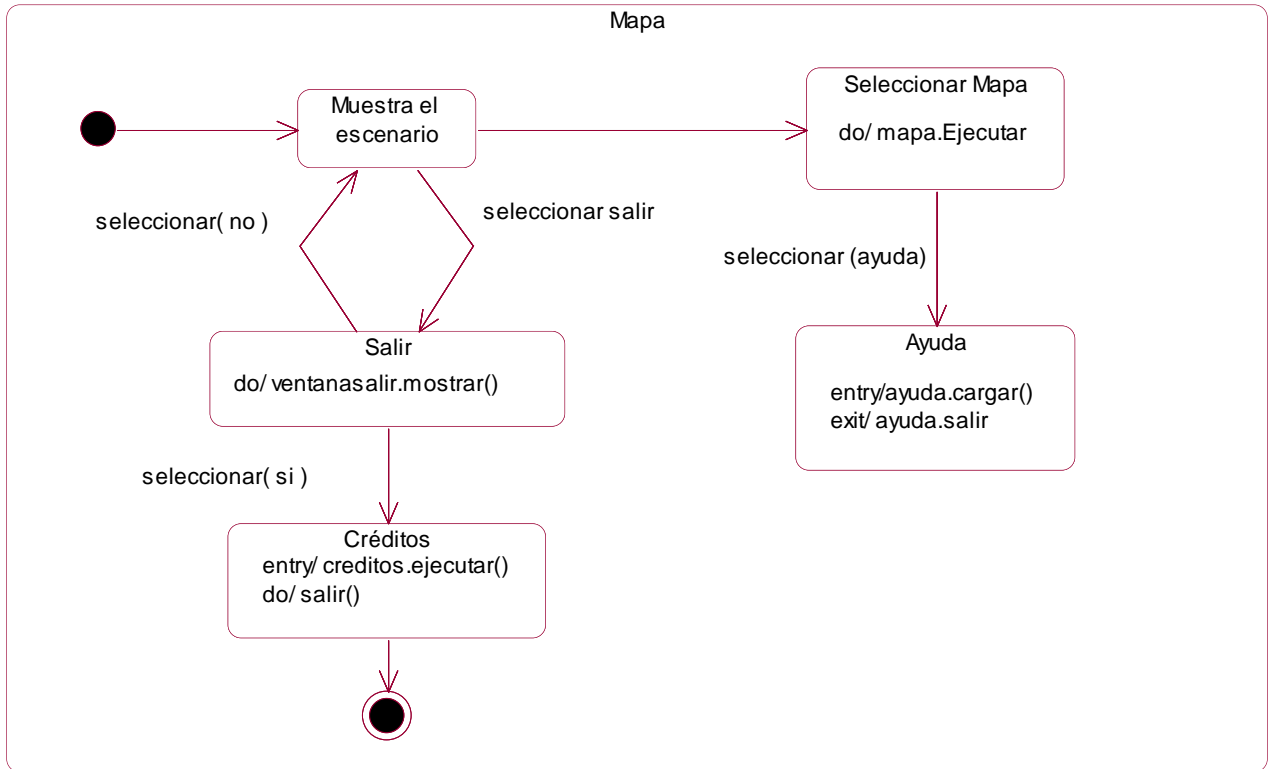 Mapa
Muestra el
escenario
Seleccionar Mapa
do/ mapa.Ejecutar
seleccionar( no )
seleccionar salir
seleccionar (ayuda)
Salir
do/ ventanasalir.mostrar()
Ayuda
entry/ayuda.cargar()
exit/ ayuda.salir
seleccionar( si )
Créditos
entry/ creditos.ejecutar()
do/ salir()